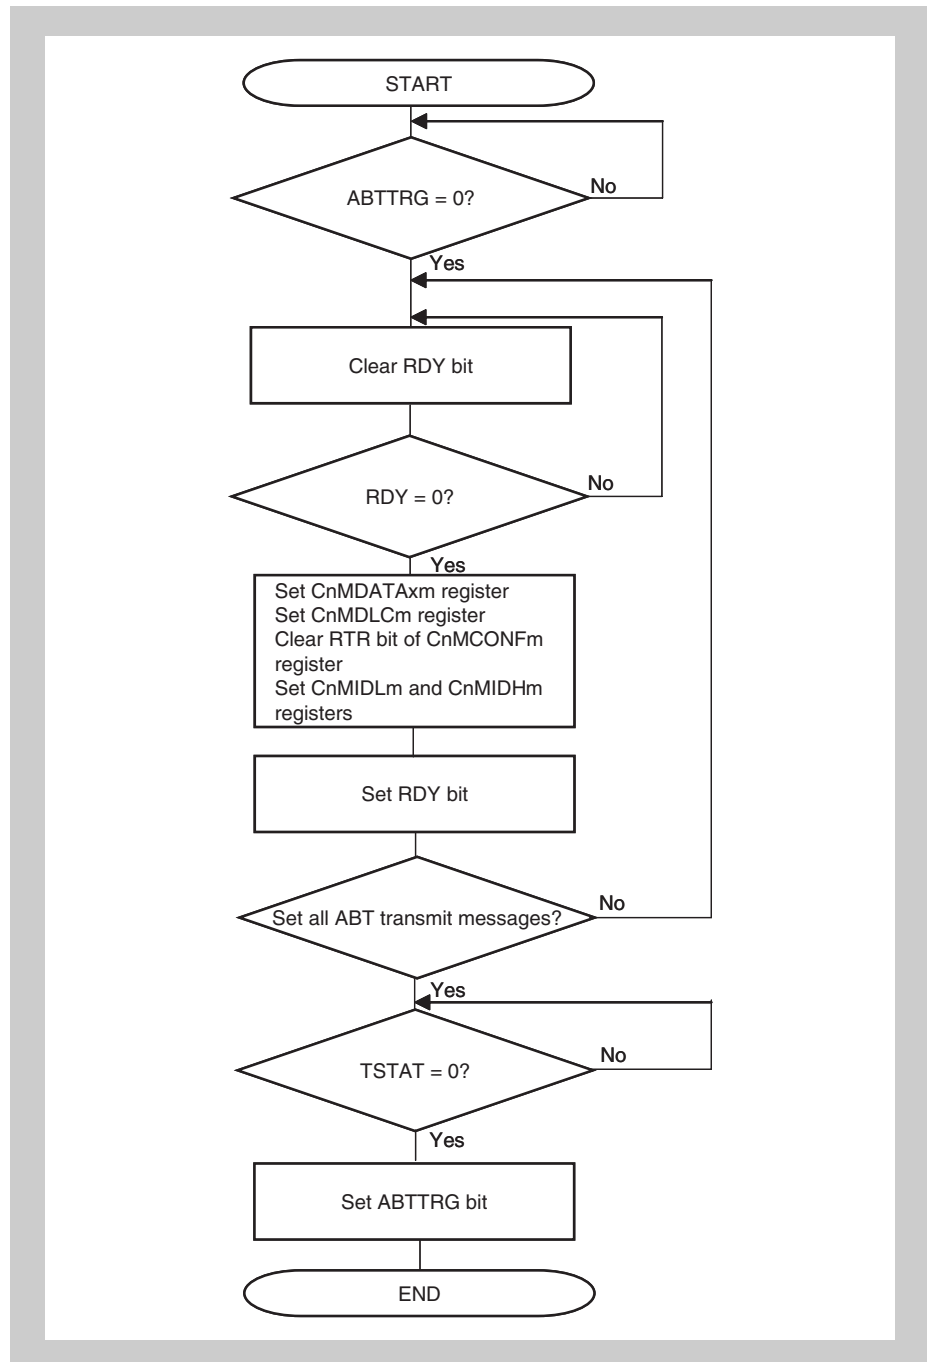 START
ABTTRG = 0?
No
Yes
Clear RDY bit
RDY = 0?
No
Yes
Set CnMDATAxm register
Set CnMDLCm register
Clear RTR bit of CnMCONFm
register
Set CnMIDLm and CnMIDHm
registers
Set RDY bit
Set all ABT transmit messages?
No
Yes
TSTAT = 0?
No
Yes
Set ABTTRG bit
END